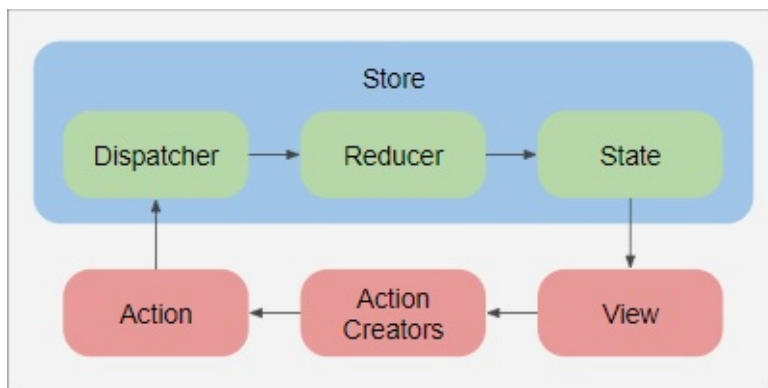 Store
Dispatcher
Reducer
State
Action
Action
Creators
View